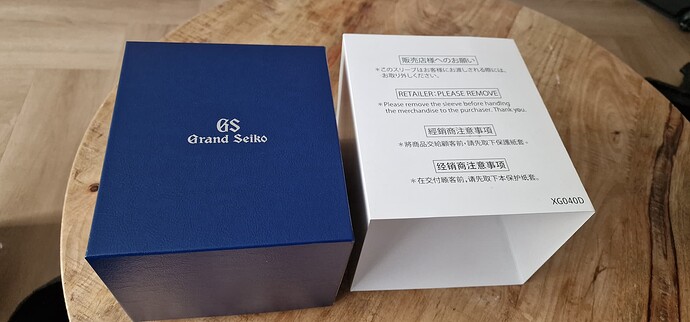 GS
Grand Seiko
販売店様へのお願い
＊このスリーブはお客様にお渡しされる際には、
お取り外しください。
RETAILER：PLEASE REMOVE
＊Please remove the sleeve before handing
the merchandise to the purchaser. Thank you.
經銷商注意事項
＊將商品交給顧客前，請先取下保護紙套。
经销商注意事项
＊在交付顾客前，请先取下本保护纸套。
XG040D